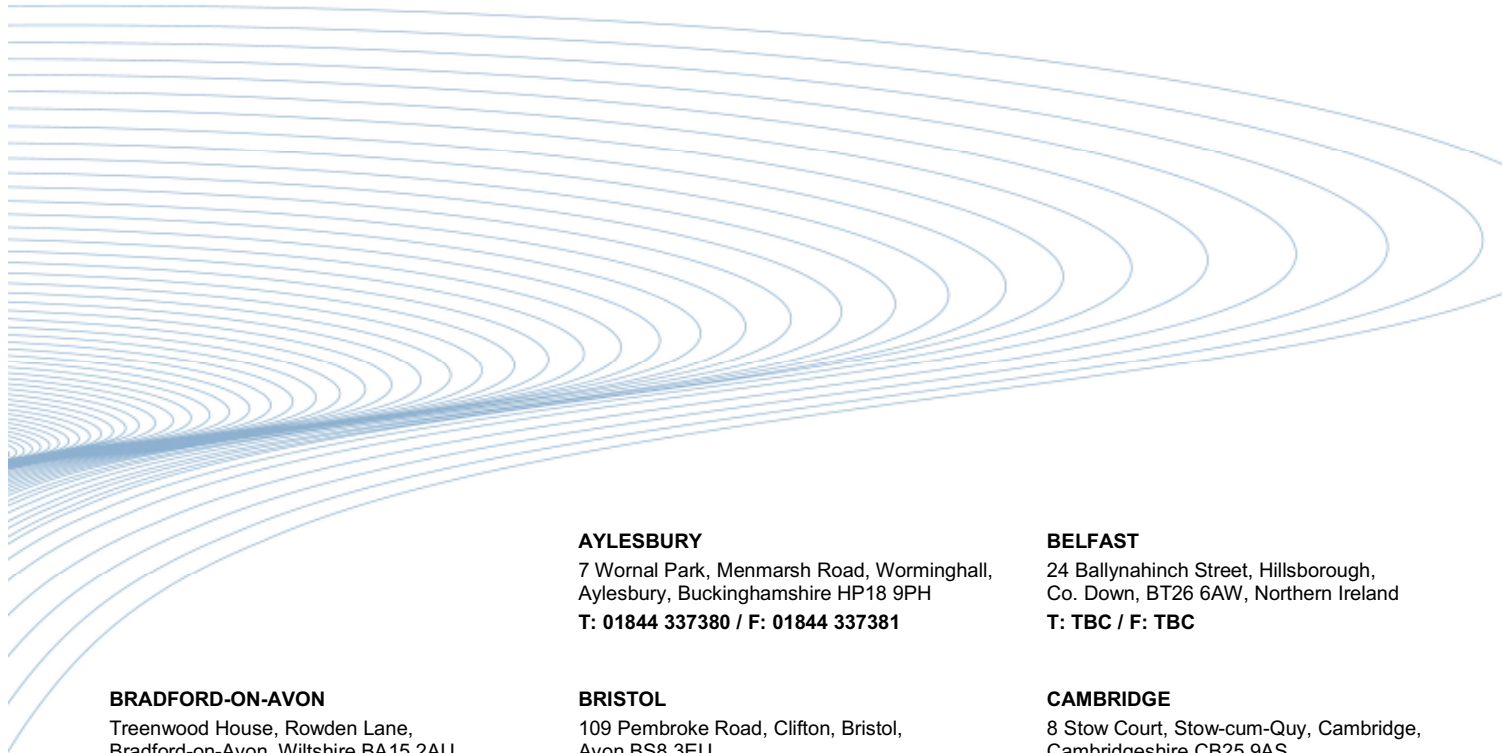 AYLESBURY
7 Wornal Park, Menmarsh Road, Worminghall,
Aylesbury, Buckinghamshire HP18 9PH
T: 01844 337380 / F: 01844 337381
BELFAST
24 Ballynahinch Street, Hillsborough,
Co. Down, BT26 6AW, Northern Ireland
T: TBC / F: TBC
BRADFORD-ON-AVON
Treenwood House, Rowden Lane,
Bradford-on-Avon, Wiltshire BA15 2AU
BRISTOL
109 Pembroke Road, Clifton, Bristol,
Avon BS8 3EU
CAMBRIDGE
8 Stow Court, Stow-cum-Quy, Cambridge,
Cambridgeshire CB25 9AS